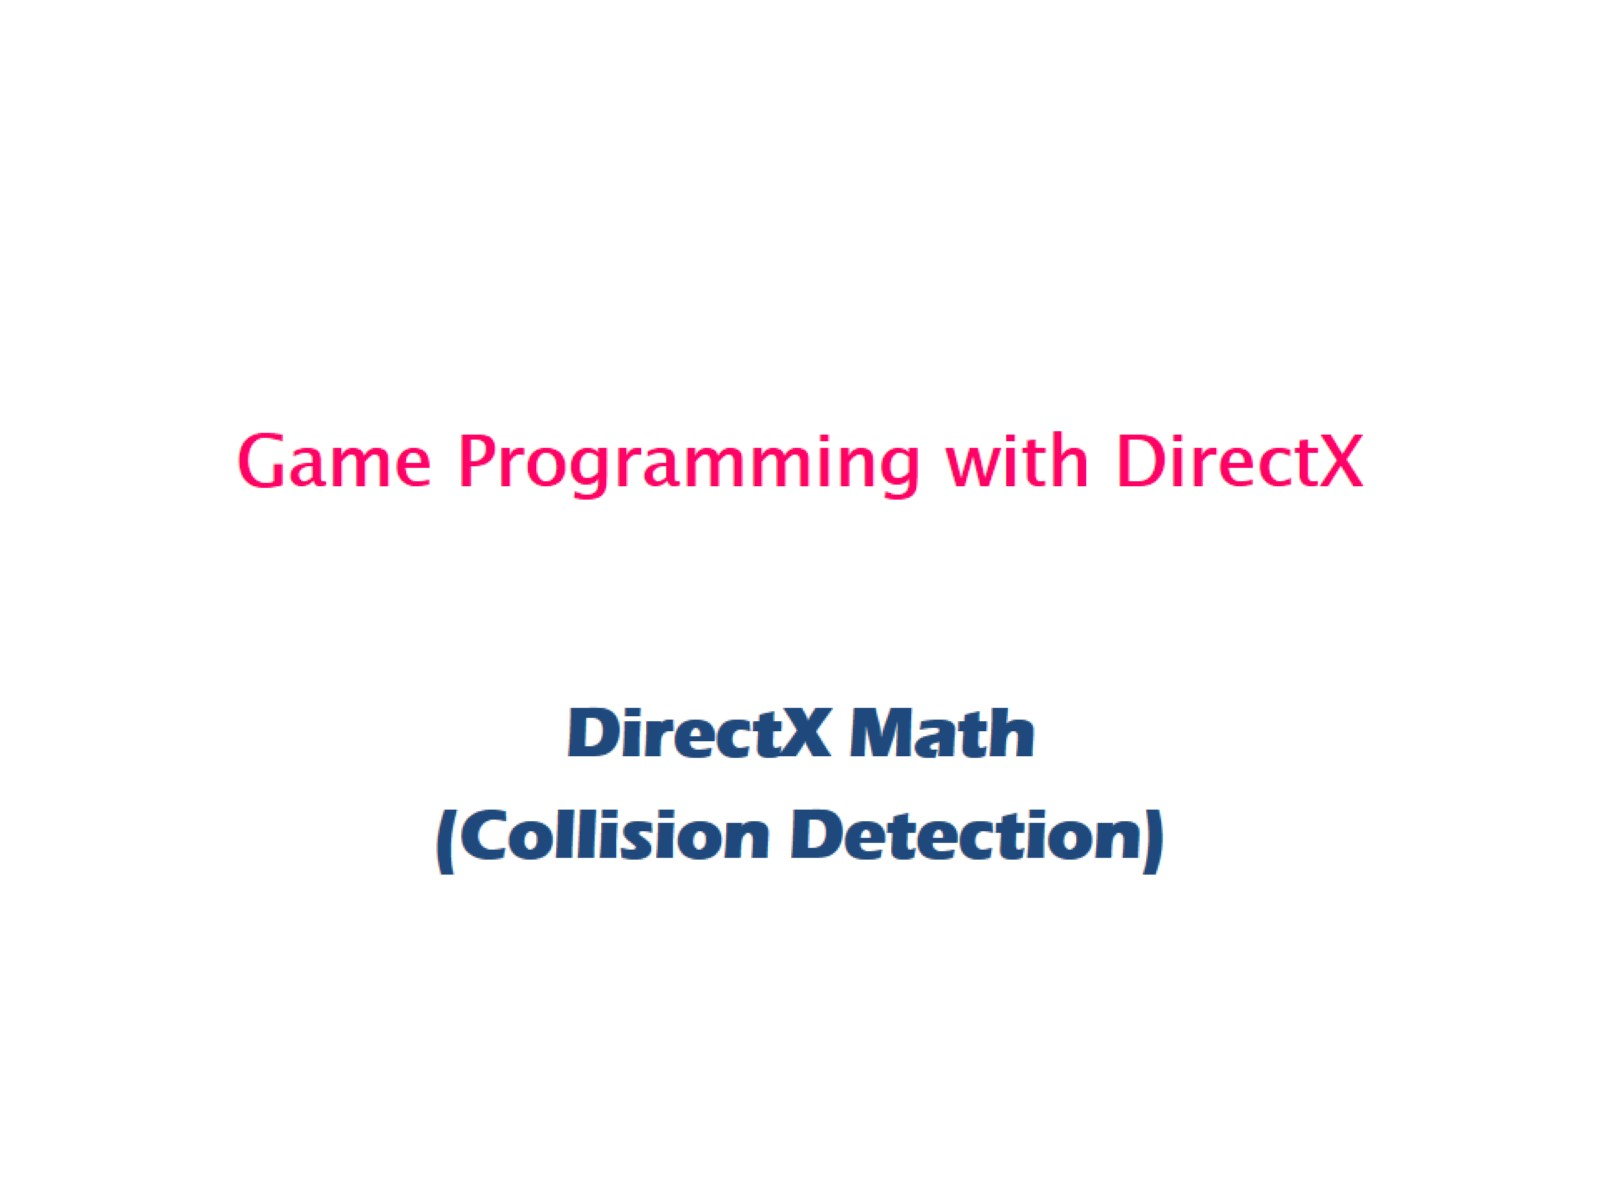 Game Programming with DirectX
DirectX Math
(Collision Detection)